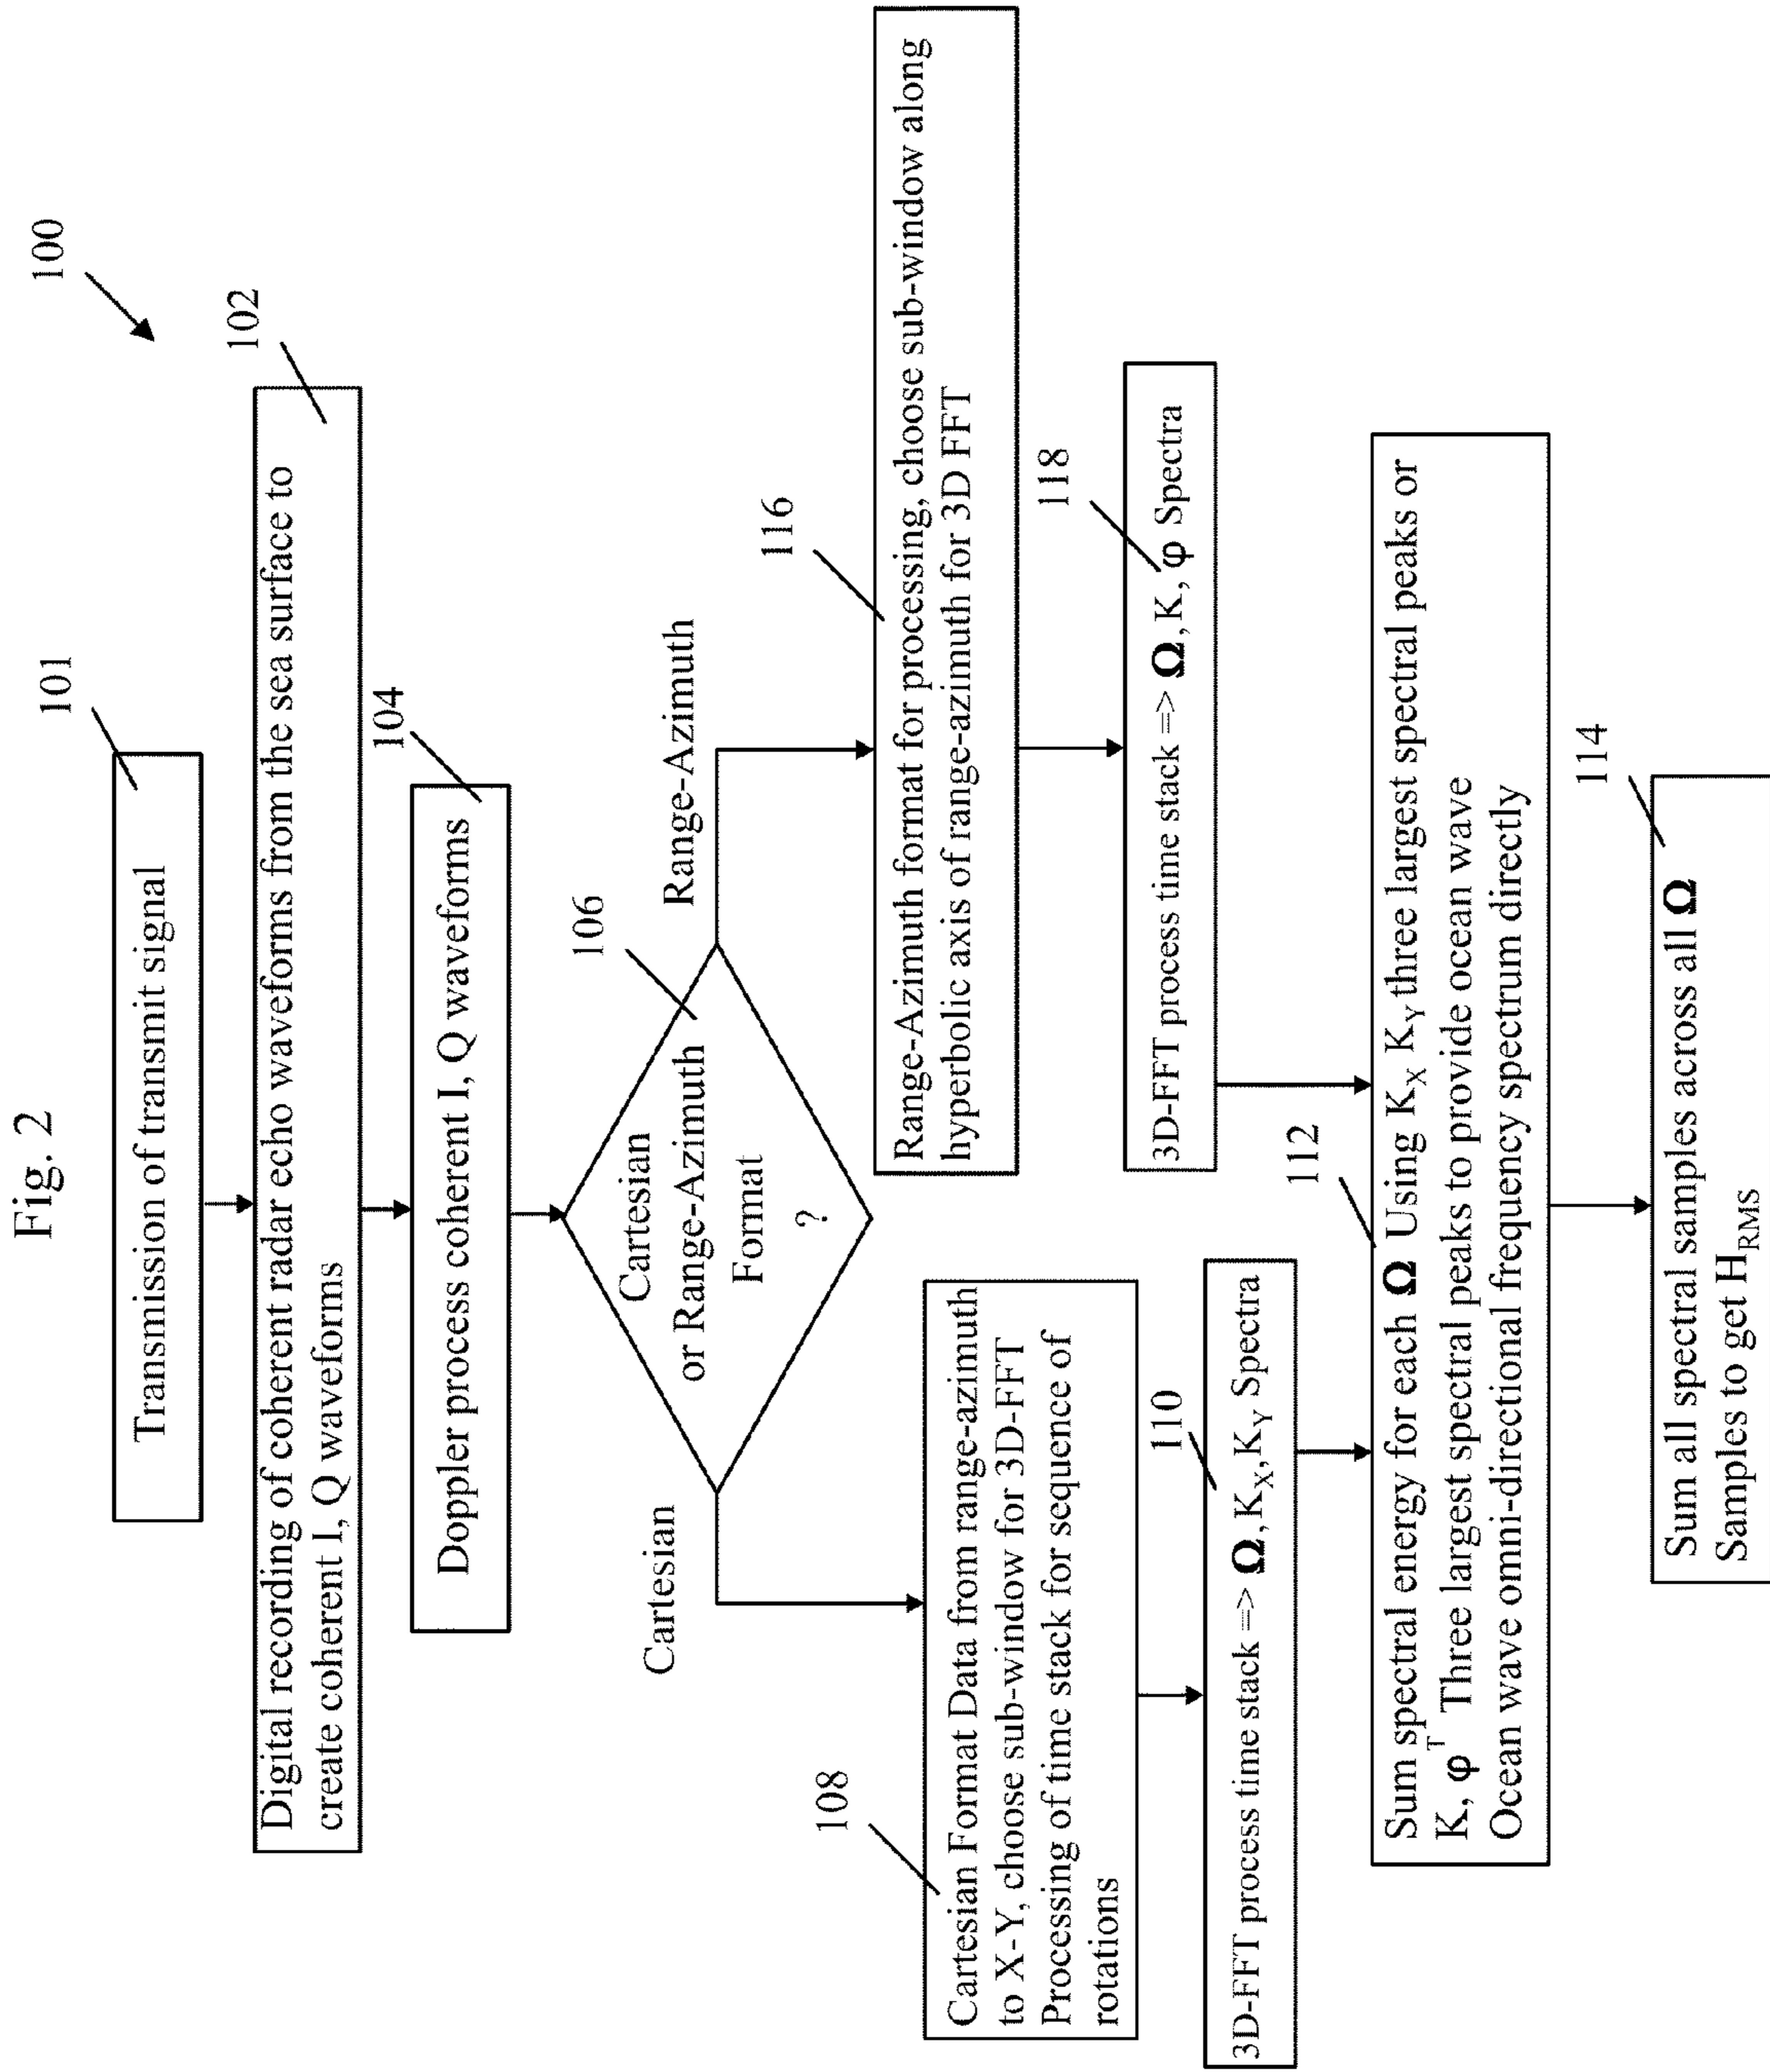 Fig. 2
100
101
Transmission of transmit signal
102
Digital recording of coherent radar echo waveforms from the sea surface to
create coherent I, Q waveforms
104
Doppler process coherent I, Q waveforms
106
Cartesian
or Range-Azimuth
Format
?
Cartesian
Range-Azimuth
108
Cartesian Format Data from range-azimuth
to X-Y, choose sub-window for 3D-FFT
Processing of time stack for sequence of
rotations
116
Range-Azimuth format for processing, choose sub-window along
hyperbolic axis of range-azimuth for 3D FFT
110
3D-FFT process time stack => Ω, K_X, K_Y Spectra
118
3D-FFT process time stack => Ω, K, φ Spectra
112
Sum spectral energy for each Ω Using K_X K_Y three largest spectral peaks or
K, φ^T Three largest spectral peaks to provide ocean wave
Ocean wave omni-directional frequency spectrum directly
114
Sum all spectral samples across all Ω
Samples to get H_RMS